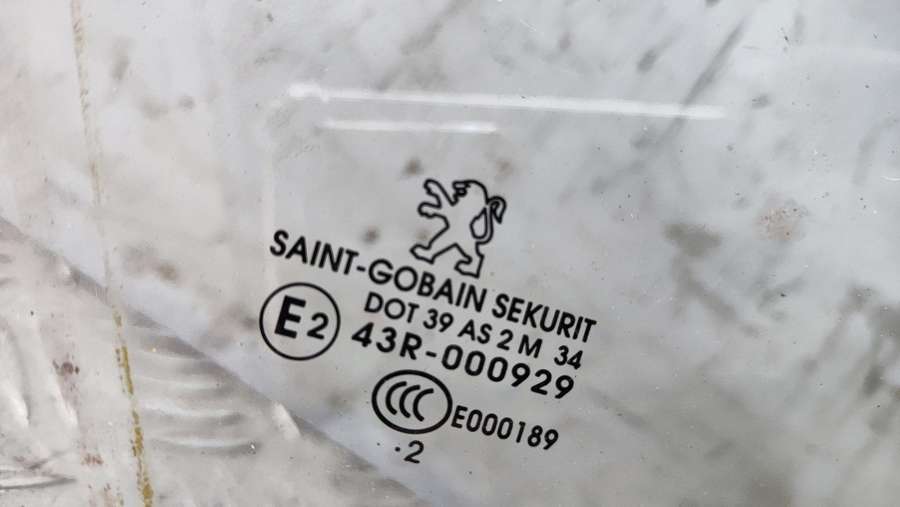 SAINT-GOBAIN SEKURIT
E2
DOT 39 AS 2 M 34
43R-000929
CCC E000189
.2